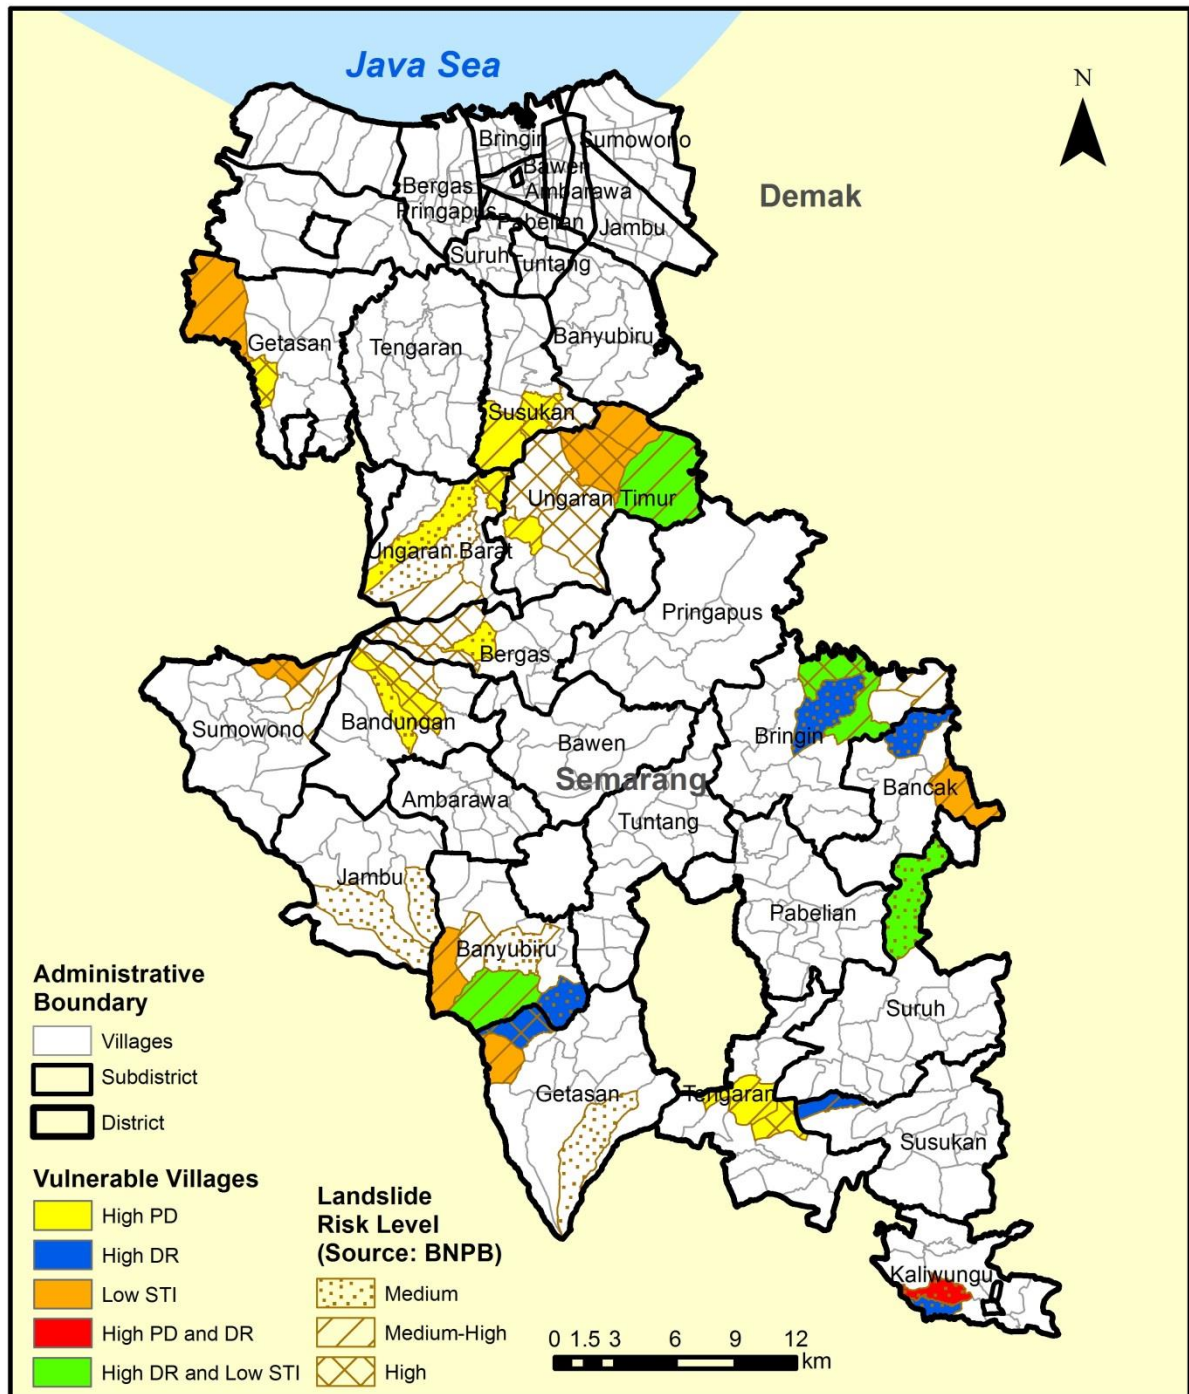 Java Sea
N
Bringin
Sumowono
Bawen
Bergas
Ambarawa
Demak
Pringapus
Pabelian
Jambu
Suruh
Tuntang
Banyubiru
Getasan
Tengaran
Susukan
Ungaran Timur
Ungaran Barat
Pringapus
Bergas
Sumowono
Bandungan
Bawen
Bringin
Semarang
Bancak
Ambarawa
Tuntang
Jambu
Pabelian
Banyubiru
Suruh
Getasan
Tengaran
Susukan
Kaliwungu
Administrative
Boundary
Villages
Subdistrict
District
Vulnerable Villages
High PD
High DR
Low STI
High PD and DR
High DR and Low STI
Landslide
Risk Level
(Source: BNPB)
Medium
Medium-High
High
0 1.5 3 6 9 12
km